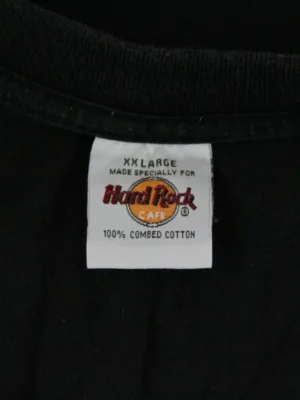 XX LARGE
MADE SPECIALLY FOR
Hard Rock
CAFE ®
100% COMBED COTTON